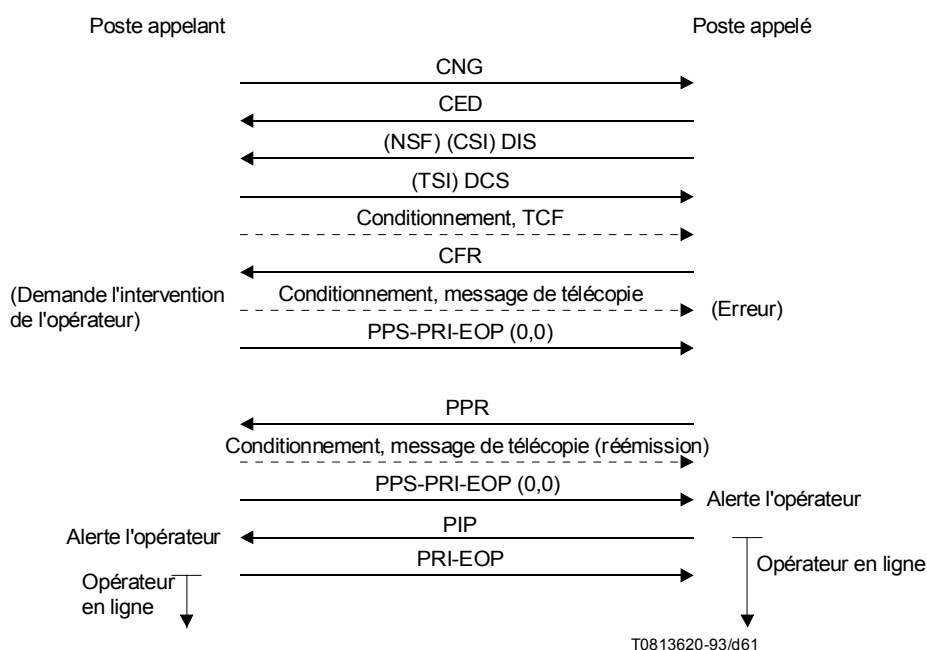 Poste appelant
Poste appelé
CNG
CED
(NSF) (CSI) DIS
(TSI) DCS
Conditionnement, TCF
CFR
(Demande l'intervention
de l'opérateur)
Conditionnement, message de télécopie
(Erreur)
PPS-PRI-EOP (0,0)
PPR
Conditionnement, message de télécopie (réémission)
PPS-PRI-EOP (0,0)
Alerte l'opérateur
PIP
Alerte l'opérateur
PRI-EOP
Opérateur en ligne
Opérateur
en ligne
T0813620-93/d61